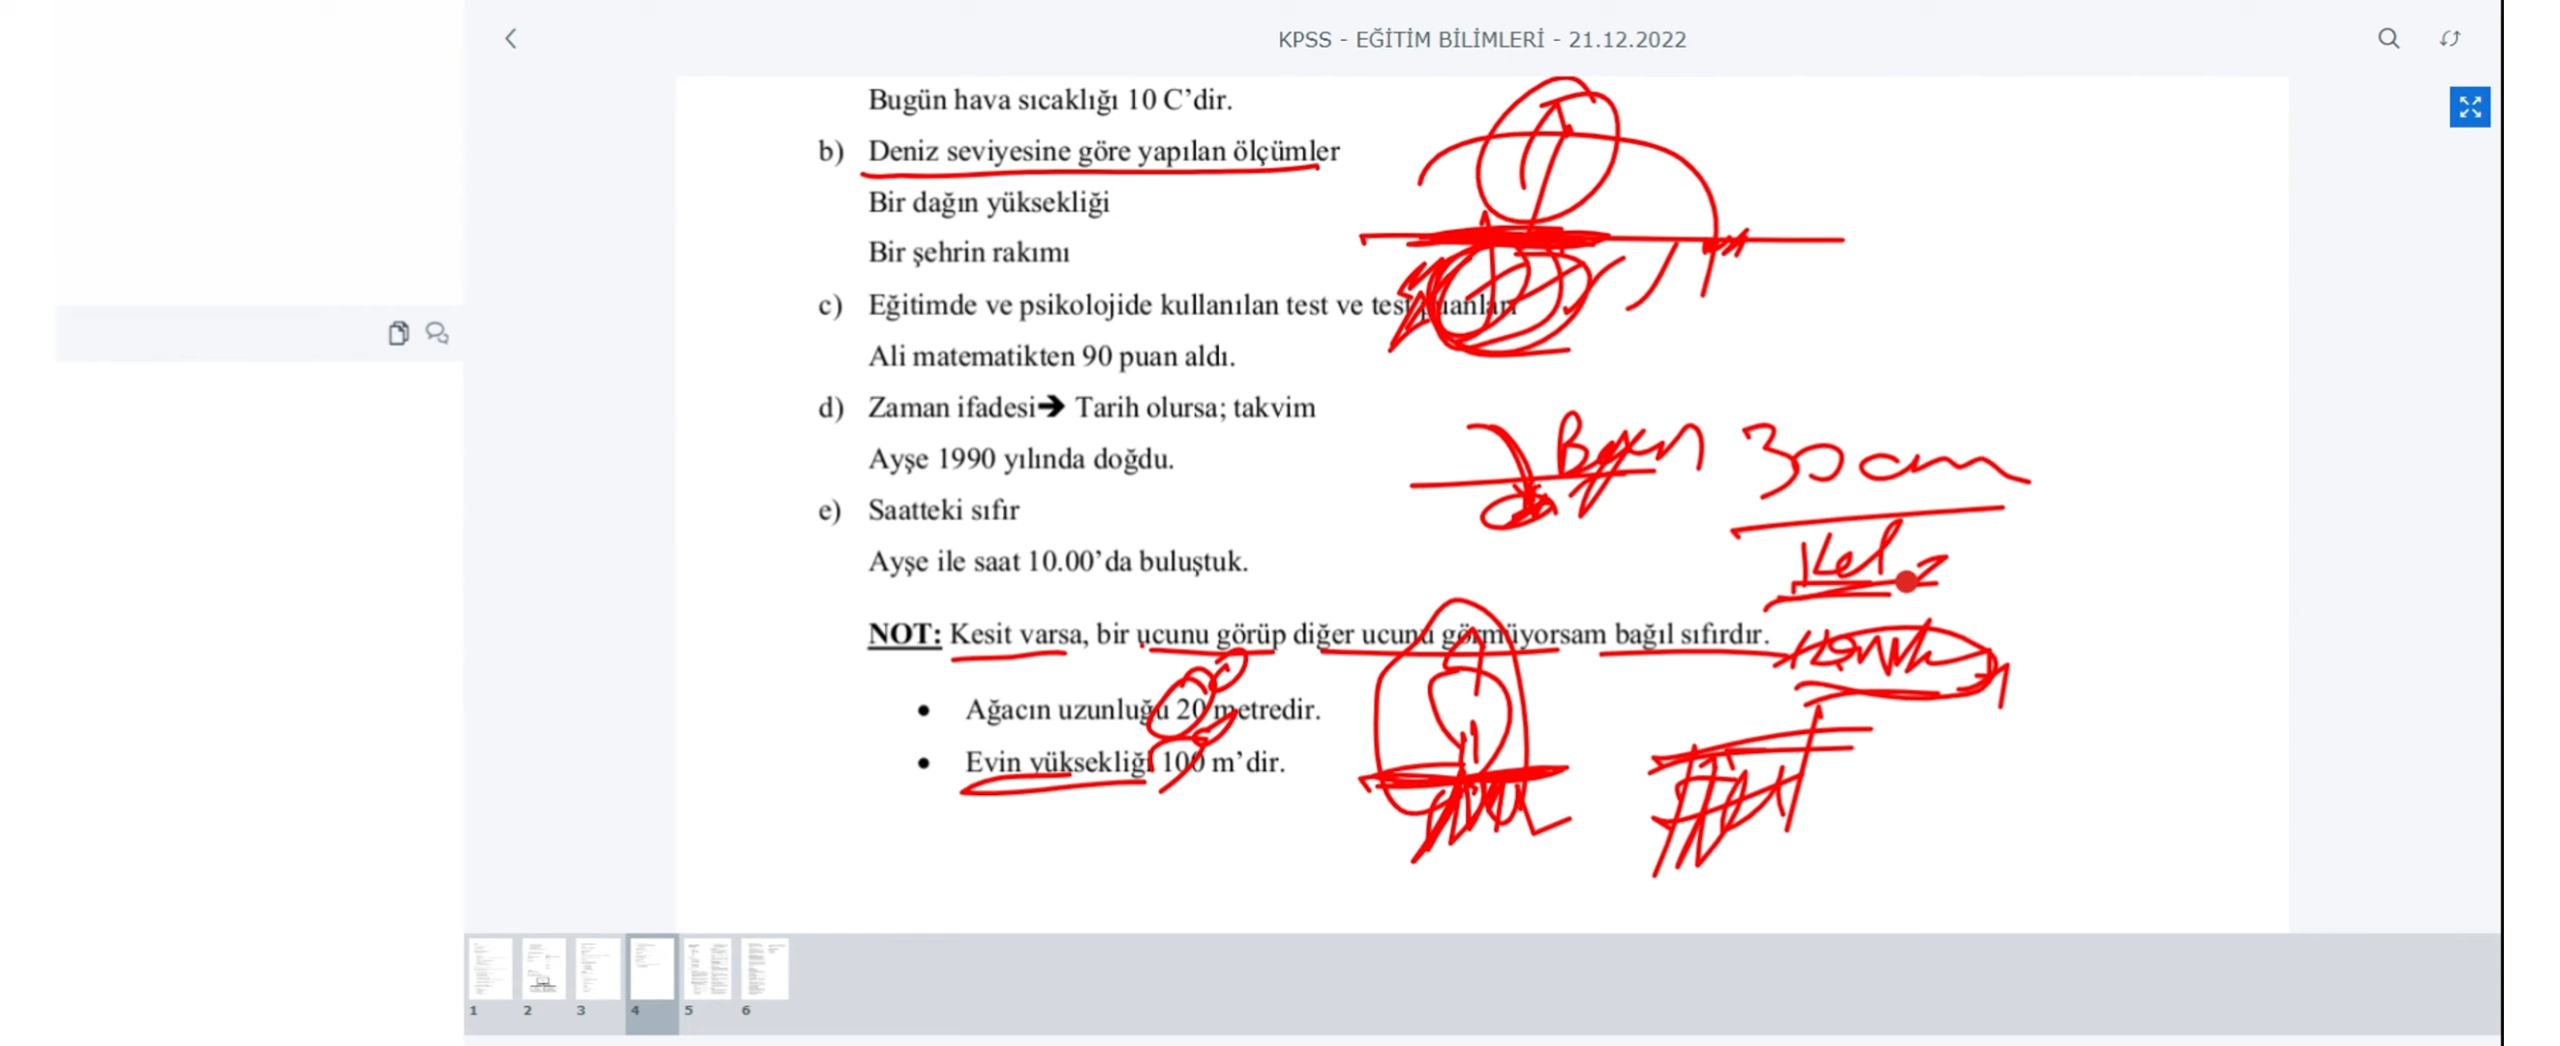 KPSS - EĞİTİM BİLİMLERİ - 21.12.2022
Bugün hava sıcaklığı 10 C’dir.
b) Deniz seviyesine göre yapılan ölçümler
Bir dağın yüksekliği
Bir şehrin rakımı
c) Eğitimde ve psikolojide kullanılan test ve test puanları
Ali matematikten 90 puan aldı.
d) Zaman ifadesi➔ Tarih olursa; takvim
Ayşe 1990 yılında doğdu.
30 cm
e) Saatteki sıfır
Ayşe ile saat 10.00’da buluştuk.
NOT: Kesit varsa, bir ucunu görüp diğer ucunu görmüyorsam bağıl sıfırdır.
• Ağacın uzunluğu 20 metredir.
• Evin yüksekliği 100 m’dir.
1 2 3 4 5 6